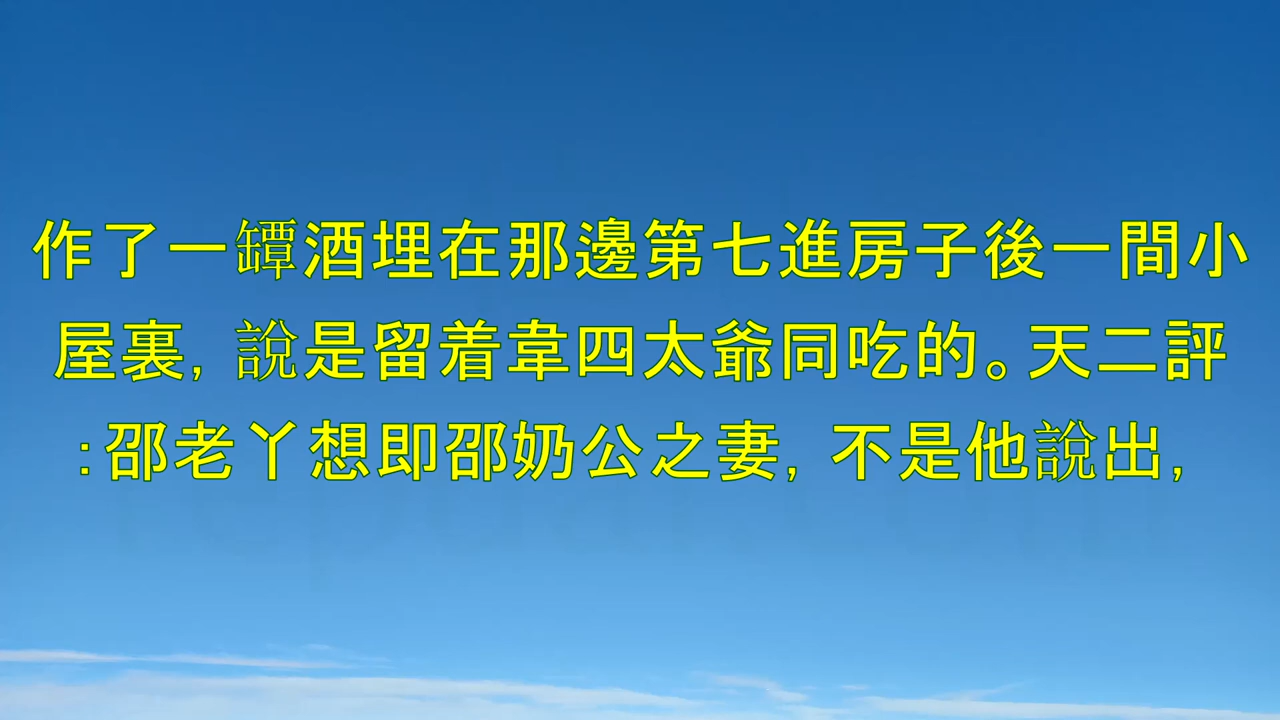 作了一罈酒埋在那邊第七進房子後一間小
屋裏，說是留着韋四太爺同吃的。天二評
：邵老丫想即邵奶公之妻，不是他說出，